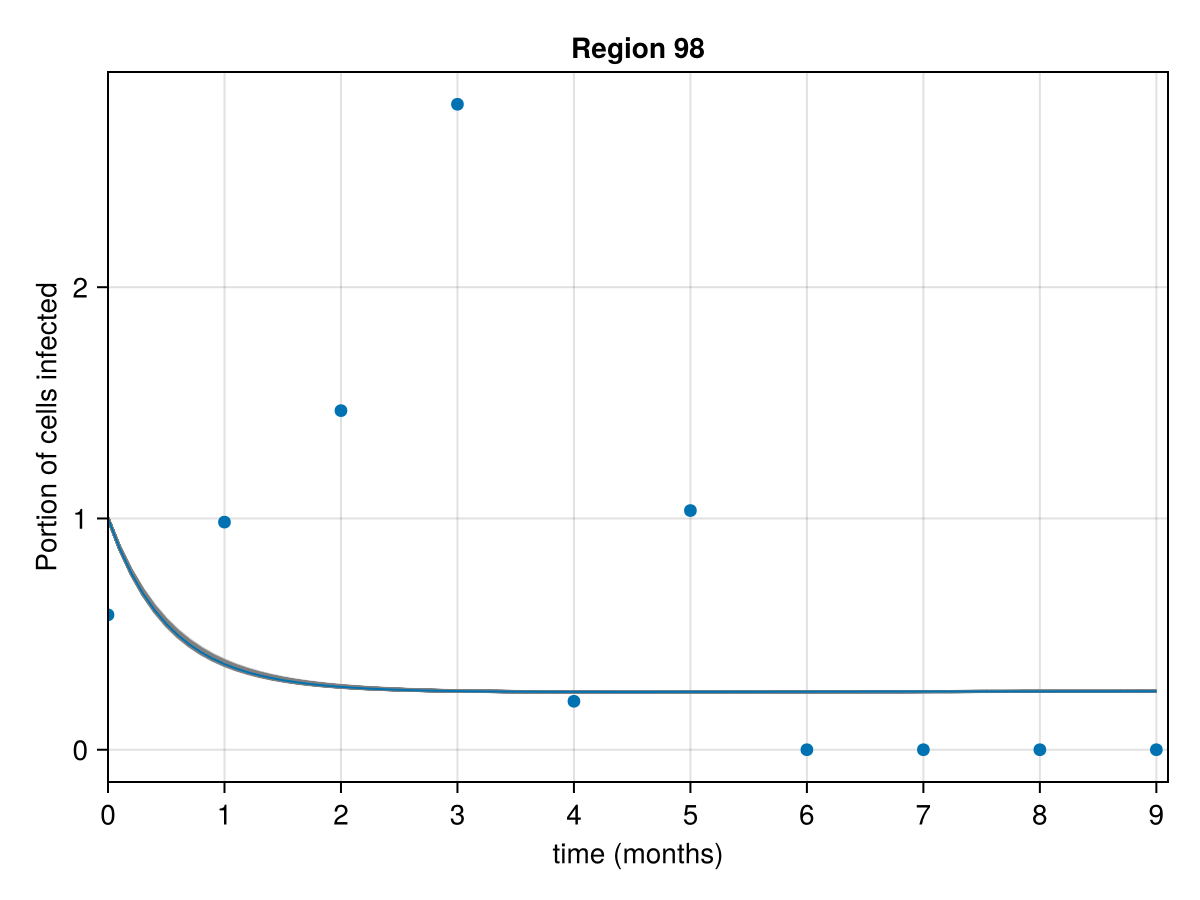 Region 98
Portion of cells infected
2
1
0
0 1 2 3 4 5 6 7 8 9
time (months)